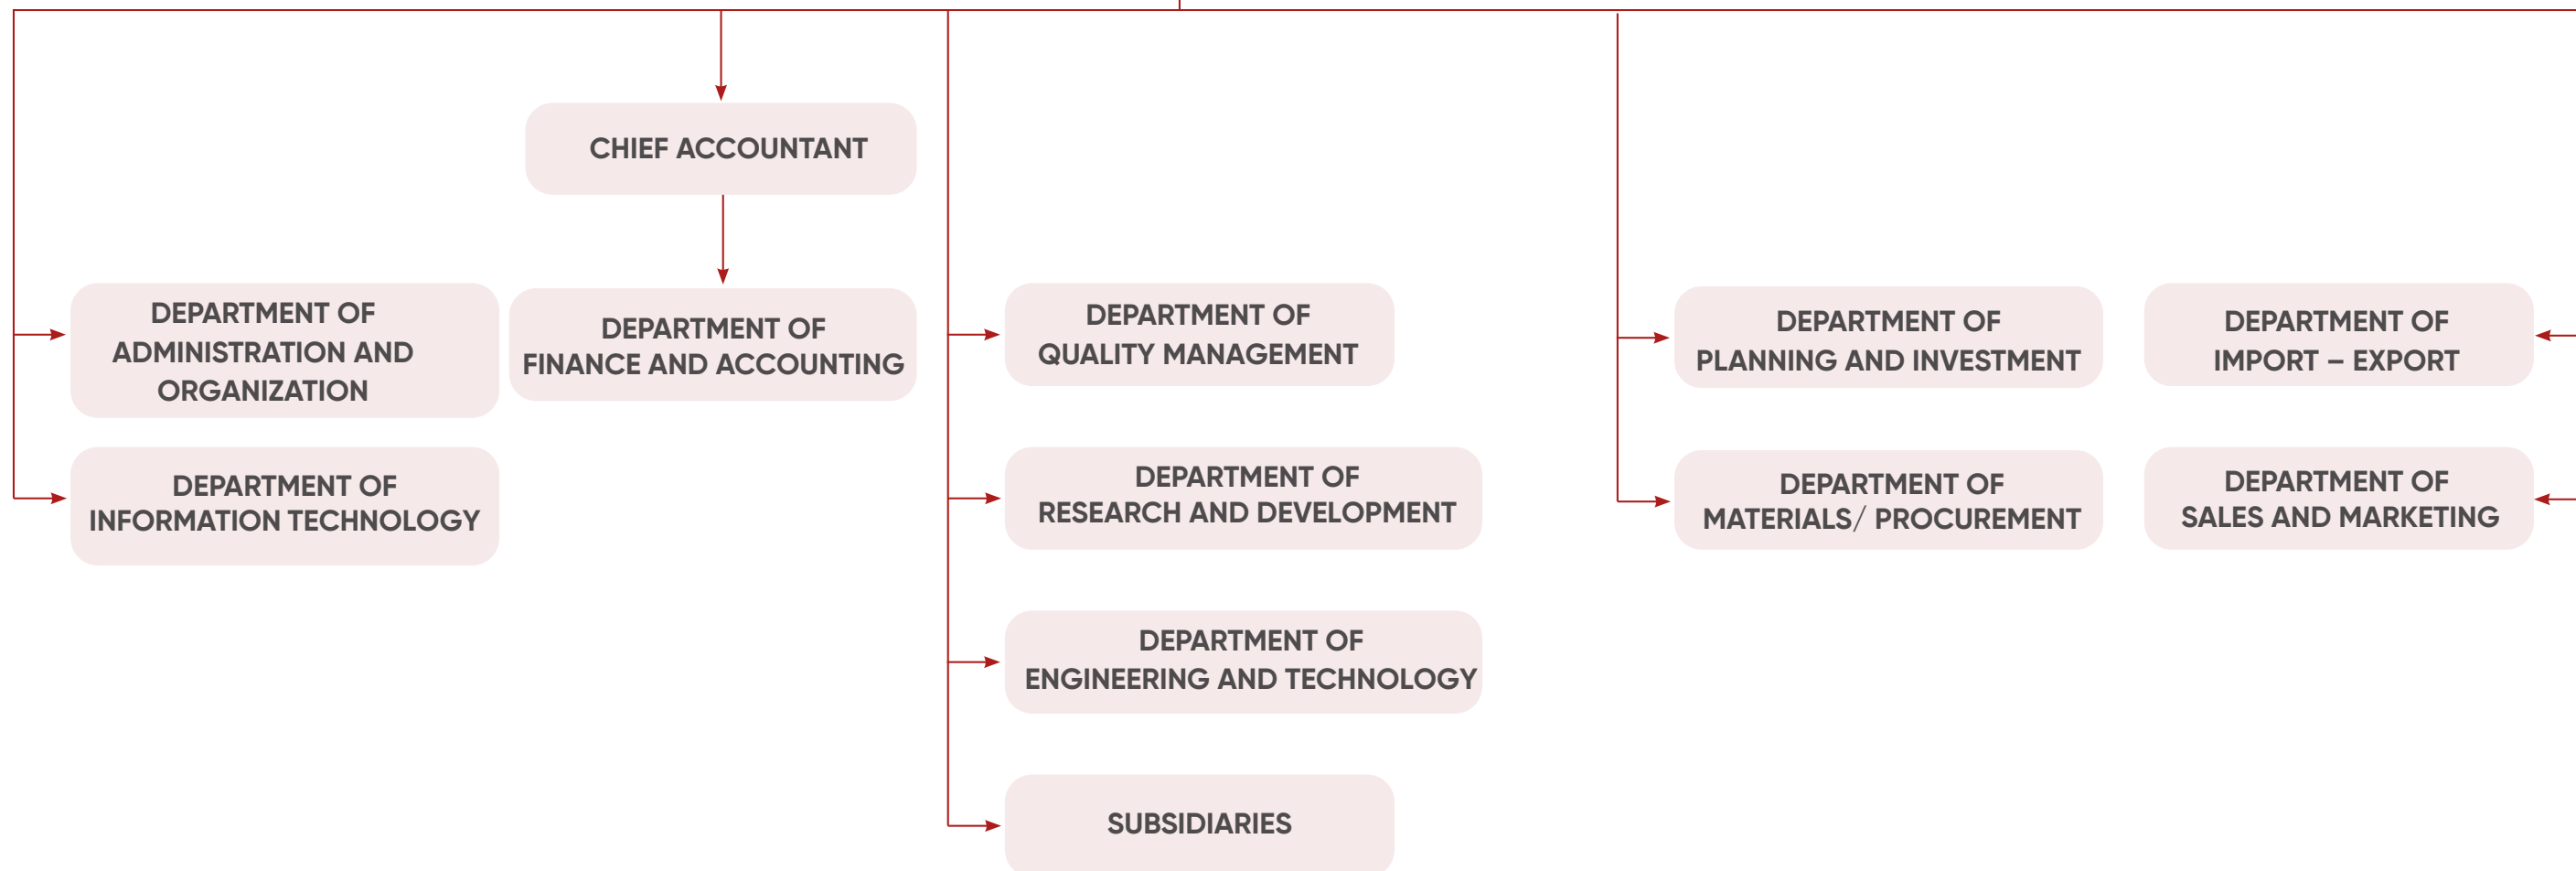 CHIEF ACCOUNTANT
DEPARTMENT OF
ADMINISTRATION AND
ORGANIZATION
DEPARTMENT OF
FINANCE AND ACCOUNTING
DEPARTMENT OF
QUALITY MANAGEMENT
DEPARTMENT OF
PLANNING AND INVESTMENT
DEPARTMENT OF
IMPORT – EXPORT
DEPARTMENT OF
INFORMATION TECHNOLOGY
DEPARTMENT OF
RESEARCH AND DEVELOPMENT
DEPARTMENT OF
MATERIALS/ PROCUREMENT
DEPARTMENT OF
SALES AND MARKETING
DEPARTMENT OF
ENGINEERING AND TECHNOLOGY
SUBSIDIARIES